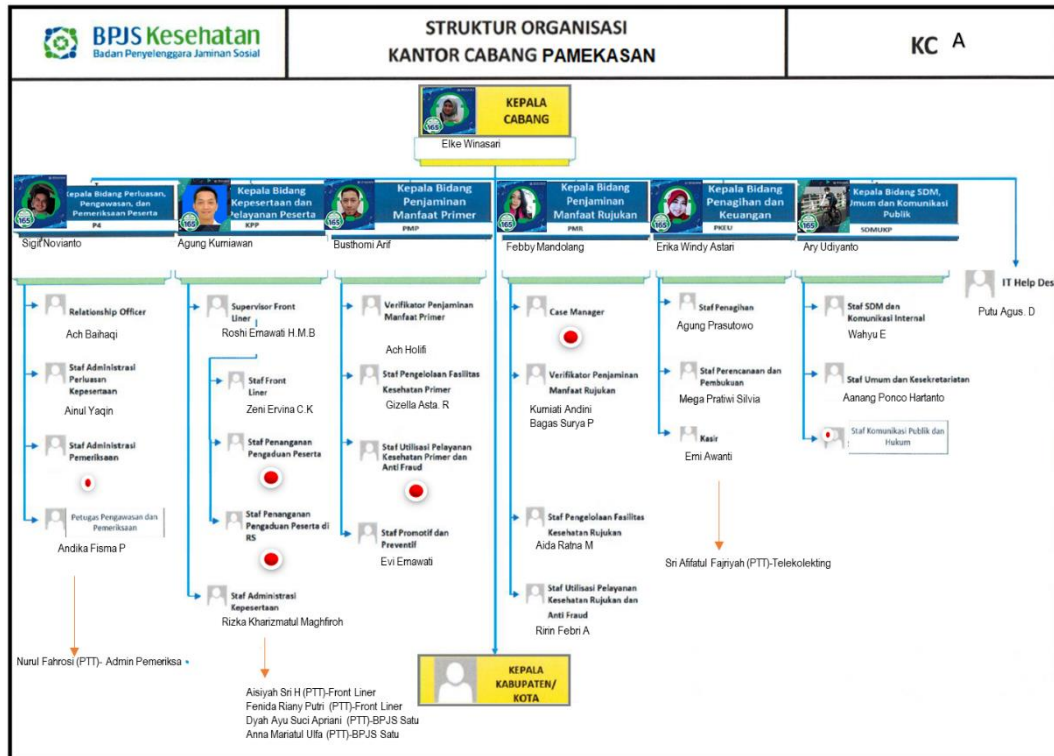 BPJS Kesehatan
Badan Penyelenggara Jaminan Sosial
STRUKTUR ORGANISASI
KANTOR CABANG PAMEKASAN
KC A
165
KEPALA
CABANG
Elke Winasari
165
Kepala Bidang Perluasan,
Pengawasan, dan
Pemeriksaan Peserta
P4
Sigit Novianto
165
Kepala Bidang
Kepesertaan dan
Pelayanan Peserta
KPP
Agung Kurniawan
165
Kepala Bidang
Penjaminan
Manfaat Primer
PMP
Busthomi Arif
165
Kepala Bidang
Penjaminan
Manfaat Rujukan
PMR
Febby Mandolang
165
Kepala Bidang
Penagihan dan
Keuangan
PKEU
Erika Windy Astari
165
Kepala Bidang SDM,
Umum dan Komunikasi
Publik
SDMUKP
Ary Udiyanto
IT Help Des
Putu Agus. D
Relationship Officer
Ach Baihaqi
Staf Administrasi
Perluasan
Kepesertaan
Ainul Yaqin
Staf Administrasi
Pemeriksaan
Petugas Pengawasan dan
Pemeriksaan
Andika Fisma P
Nurul Fahrosi (PTT)- Admin Pemeriksa
Supervisor Front
Liner
Roshi Ernawati H.M.B
Staf Front
Liner
Zeni Ervina C.K
Staf Penanganan
Pengaduan Peserta
Staf Penanganan
Pengaduan Peserta di
RS
Staf Administrasi
Kepesertaan
Rizka Kharizmatul Maghfiroh
Aisiyah Sri H (PTT)-Front Liner
Fenida Riany Putri (PTT)-Front Liner
Dyah Ayu Suci Apriani (PTT)-BPJS Satu
Anna Mariatul Ulfa (PTT)-BPJS Satu
Verifikator Penjaminan
Manfaat Primer
Ach Holifi
Staf Pengelolaan Fasilitas
Kesehatan Primer
Gizella Asta. R
Staf Utilisasi Pelayanan
Kesehatan Primer dan
Anti Fraud
Staf Promotif dan
Preventif
Evi Ernawati
Case Manager
Verifikator Penjaminan
Manfaat Rujukan
Kurniati Andini
Bagas Surya P
Staf Pengelolaan Fasilitas
Kesehatan Rujukan
Aida Ratna M
Staf Utilisasi Pelayanan
Kesehatan Rujukan dan
Anti Fraud
Ririn Febri A
Staf Penagihan
Agung Prasutowo
Staf Perencanaan dan
Pembukuan
Mega Pratiwi Silvia
Kasir
Erni Awanti
Sri Afifatul Fajriyah (PTT)-Telekolekting
Staf SDM dan
Komunikasi Internal
Wahyu E
Staf Umum dan Kesekretariatan
Aanang Ponco Hartanto
Staf Komunikasi Publik dan
Hukum
KEPALA
KABUPATEN/
KOTA